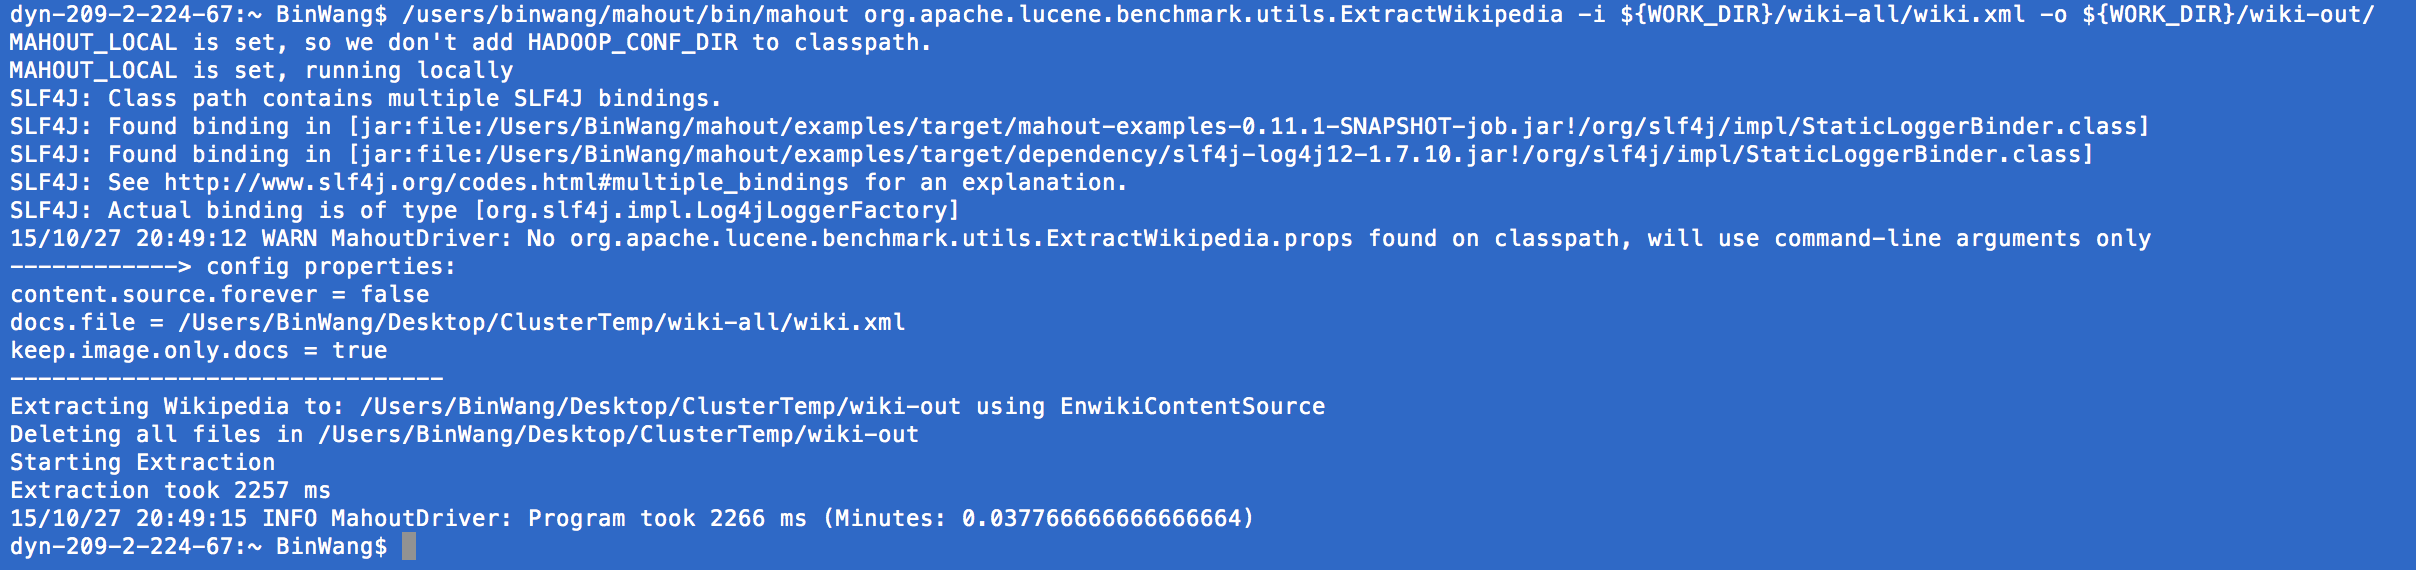 dyn-209-2-224-67:~ BinWang$ /users/binwang/mahout/bin/mahout org.apache.lucene.benchmark.utils.ExtractWikipedia -i ${WORK_DIR}/wiki-all/wiki.xml -o ${WORK_DIR}/wiki-out/
MAHOUT_LOCAL is set, so we don't add HADOOP_CONF_DIR to classpath.
MAHOUT_LOCAL is set, running locally
SLF4J: Class path contains multiple SLF4J bindings.
SLF4J: Found binding in [jar:file:/Users/BinWang/mahout/examples/target/mahout-examples-0.11.1-SNAPSHOT-job.jar!/org/slf4j/impl/StaticLoggerBinder.class]
SLF4J: Found binding in [jar:file:/Users/BinWang/mahout/examples/target/dependency/slf4j-log4j12-1.7.10.jar!/org/slf4j/impl/StaticLoggerBinder.class]
SLF4J: See http://www.slf4j.org/codes.html#multiple_bindings for an explanation.
SLF4J: Actual binding is of type [org.slf4j.impl.Log4jLoggerFactory]
15/10/27 20:49:12 WARN MahoutDriver: No org.apache.lucene.benchmark.utils.ExtractWikipedia.props found on classpath, will use command-line arguments only
------------> config properties:
content.source.forever = false
docs.file = /Users/BinWang/Desktop/ClusterTemp/wiki-all/wiki.xml
keep.image.only.docs = true
-------------------------------
Extracting Wikipedia to: /Users/BinWang/Desktop/ClusterTemp/wiki-out using EnwikiContentSource
Deleting all files in /Users/BinWang/Desktop/ClusterTemp/wiki-out
Starting Extraction
Extraction took 2257 ms
15/10/27 20:49:15 INFO MahoutDriver: Program took 2266 ms (Minutes: 0.037766666666666664)
dyn-209-2-224-67:~ BinWang$